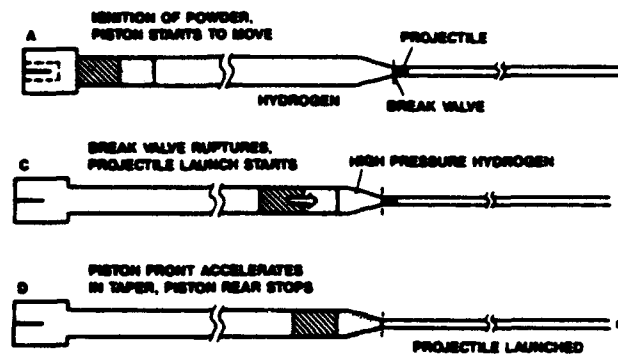 A
IGNITION OF POWDER,
PISTON STARTS TO MOVE
PROJECTILE
HYDROGEN
BREAK VALVE
C
BREAK VALVE RUPTURES,
PROJECTILE LAUNCH STARTS
HIGH PRESSURE HYDROGEN
D
PISTON FRONT ACCELERATES
IN TAPER, PISTON REAR STOPS
PROJECTILE LAUNCHED